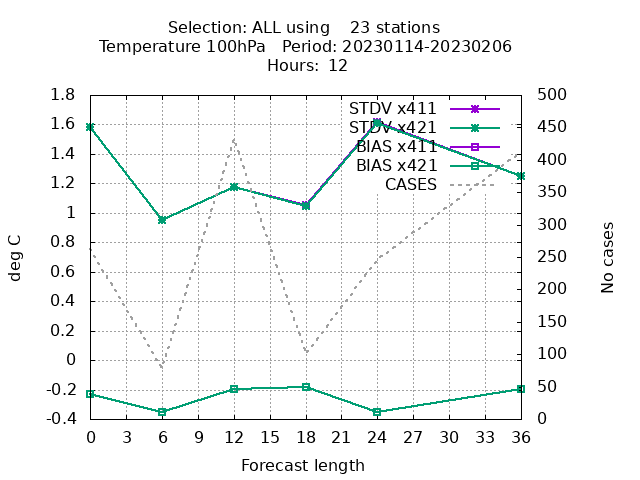 Selection: ALL using    23 stations
Temperature 100hPa   Period: 20230114-20230206
Hours:  12
1.8
1.6
1.4
1.2
1
0.8
0.6
0.4
0.2
0
-0.2
-0.4
deg C
STDV x411
STDV x421
BIAS x411
BIAS x421
CASES
500
450
400
350
300
250
200
150
100
50
0
No cases
0 3 6 9 12 15 18 21 24 27 30 33 36
Forecast length